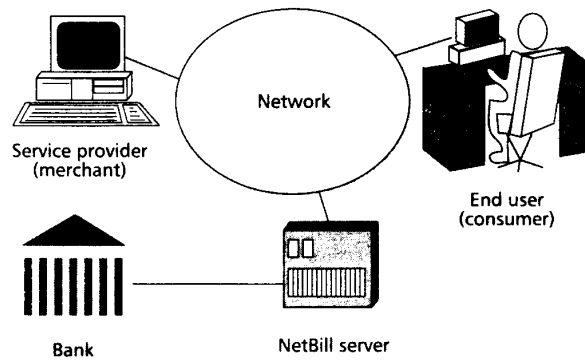 Network
Service provider
(merchant)
End user
(consumer)
NetBill server
Bank